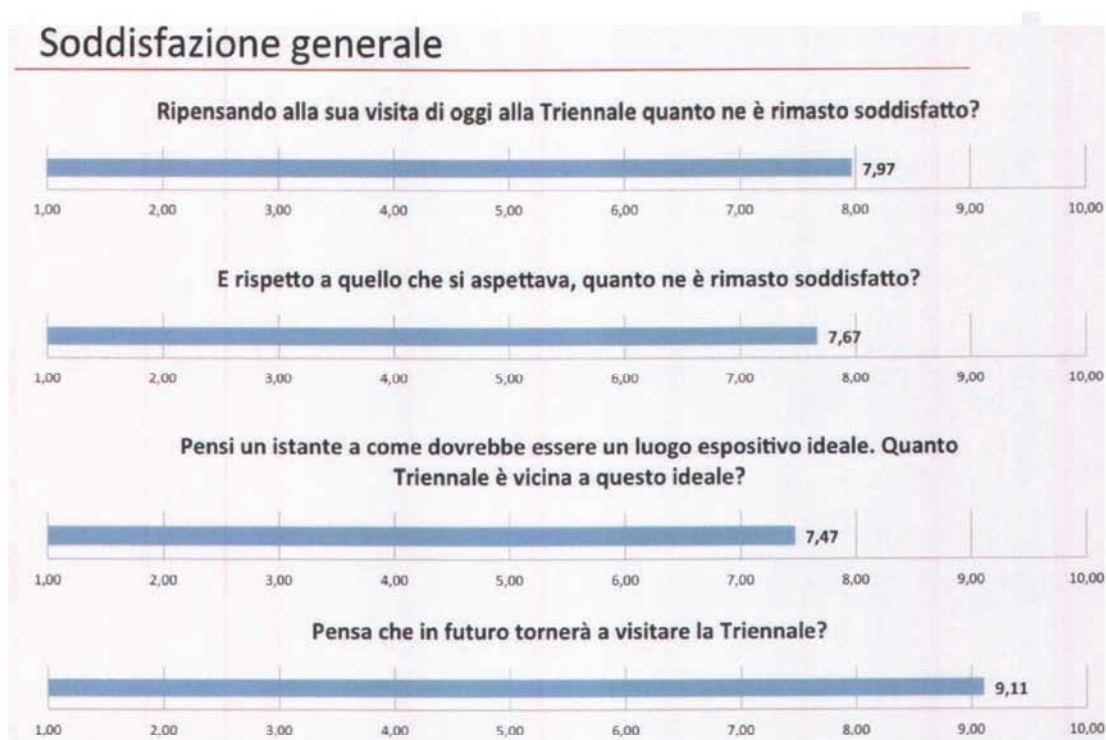 Soddisfazione generale
Ripensando alla sua visita di oggi alla Triennale quanto ne è rimasto soddisfatto?
7,97
1,00 2,00 3,00 4,00 5,00 6,00 7,00 8,00 9,00 10,00
E rispetto a quello che si aspettava, quanto ne è rimasto soddisfatto?
7,67
1,00 2,00 3,00 4,00 5,00 6,00 7,00 8,00 9,00 10,00
Pensi un istante a come dovrebbe essere un luogo espositivo ideale. Quanto
Triennale è vicina a questo ideale?
7,47
1,00 2,00 3,00 4,00 5,00 6,00 7,00 8,00 9,00 10,00
Pensa che in futuro tornerà a visitare la Triennale?
9,11
1,00 2,00 3,00 4,00 5,00 6,00 7,00 8,00 9,00 10,00